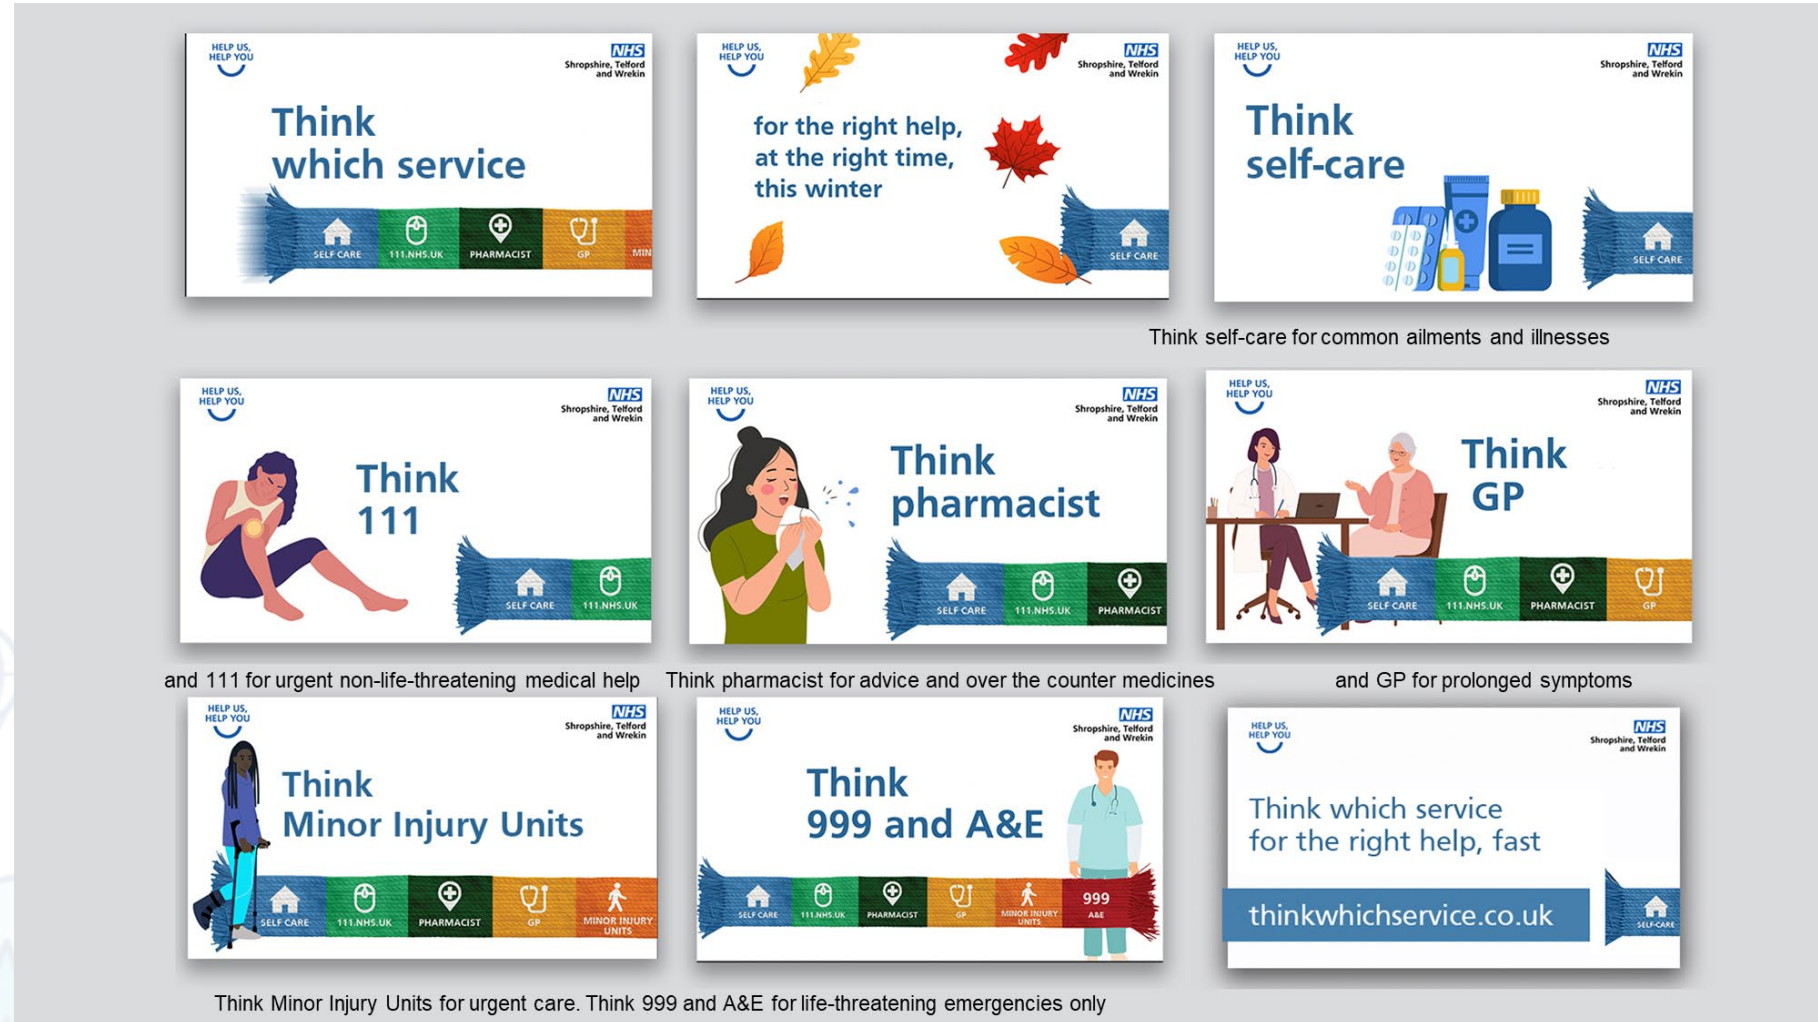 HELP US,
HELP YOU
NHS
Shropshire, Telford
and Wrekin
Think
which service
SELF CARE
111.NHS.UK
PHARMACIST
GP
MIN
HELP US,
HELP YOU
NHS
Shropshire, Telford
and Wrekin
for the right help,
at the right time,
this winter
SELF CARE
HELP US,
HELP YOU
NHS
Shropshire, Telford
and Wrekin
Think
self-care
SELF CARE
Think self-care for common ailments and illnesses
HELP US,
HELP YOU
NHS
Shropshire, Telford
and Wrekin
Think
111
SELF CARE
111.NHS.UK
HELP US,
HELP YOU
NHS
Shropshire, Telford
and Wrekin
Think
pharmacist
SELF CARE
111.NHS.UK
PHARMACIST
HELP US,
HELP YOU
NHS
Shropshire, Telford
and Wrekin
Think
GP
SELF CARE
111.NHS.UK
PHARMACIST
GP
and 111 for urgent non-life-threatening medical help
Think pharmacist for advice and over the counter medicines
and GP for prolonged symptoms
HELP US,
HELP YOU
NHS
Shropshire, Telford
and Wrekin
Think
Minor Injury Units
SELF CARE
111.NHS.UK
PHARMACIST
GP
MINOR INJURY
UNITS
HELP US,
HELP YOU
NHS
Shropshire, Telford
and Wrekin
Think
999 and A&E
SELF CARE
111.NHS.UK
PHARMACIST
GP
MINOR INJURY
UNITS
999
A&E
HELP US,
HELP YOU
NHS
Shropshire, Telford
and Wrekin
Think which service
for the right help, fast
thinkwhichservice.co.uk
SELF-CARE
Think Minor Injury Units for urgent care. Think 999 and A&E for life-threatening emergencies only